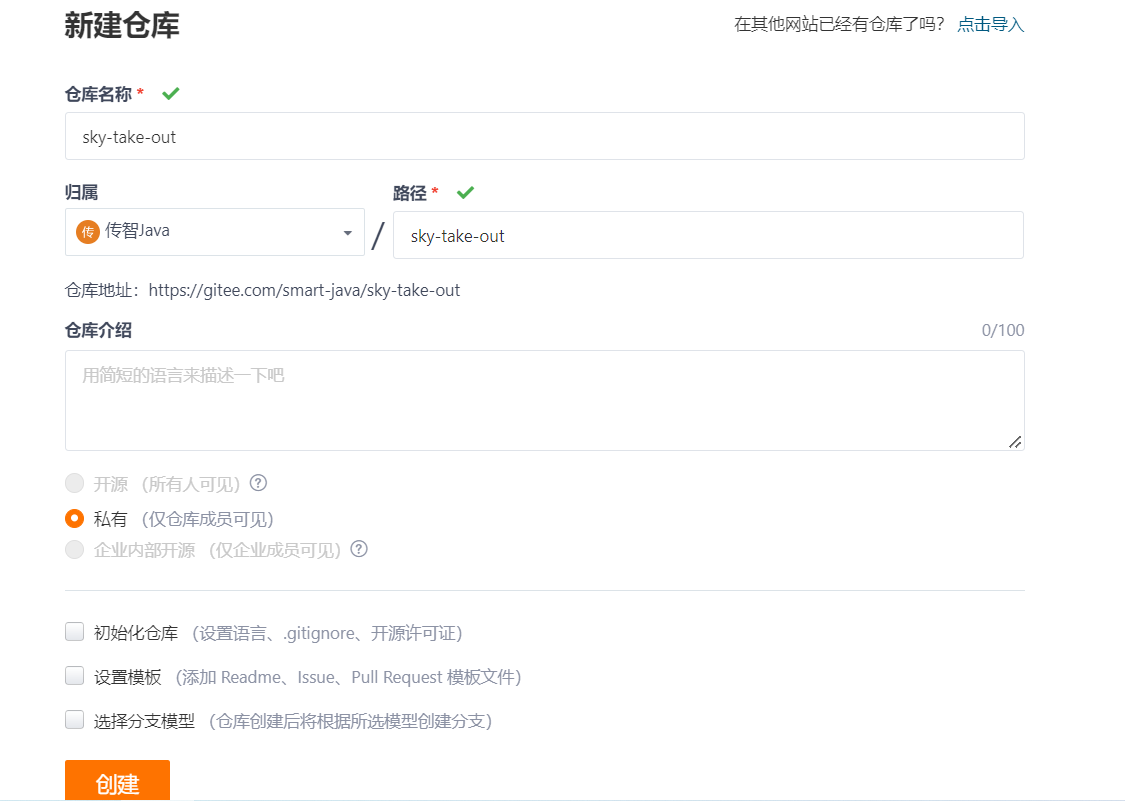 新建仓库
在其他网站已经有仓库了吗? 点击导入
仓库名称 *
sky-take-out
归属
路径 *
传 传智Java
/
sky-take-out
仓库地址：https://gitee.com/smart-java/sky-take-out
仓库介绍
0/100
用简短的语言来描述一下吧
开源 （所有人可见） ?
私有 （仅仓库成员可见）
企业内部开源 （仅企业成员可见） ?
初始化仓库 （设置语言、.gitignore、开源许可证）
设置模板 （添加 Readme、Issue、Pull Request 模板文件）
选择分支模型 （仓库创建后将根据所选模型创建分支）
创建